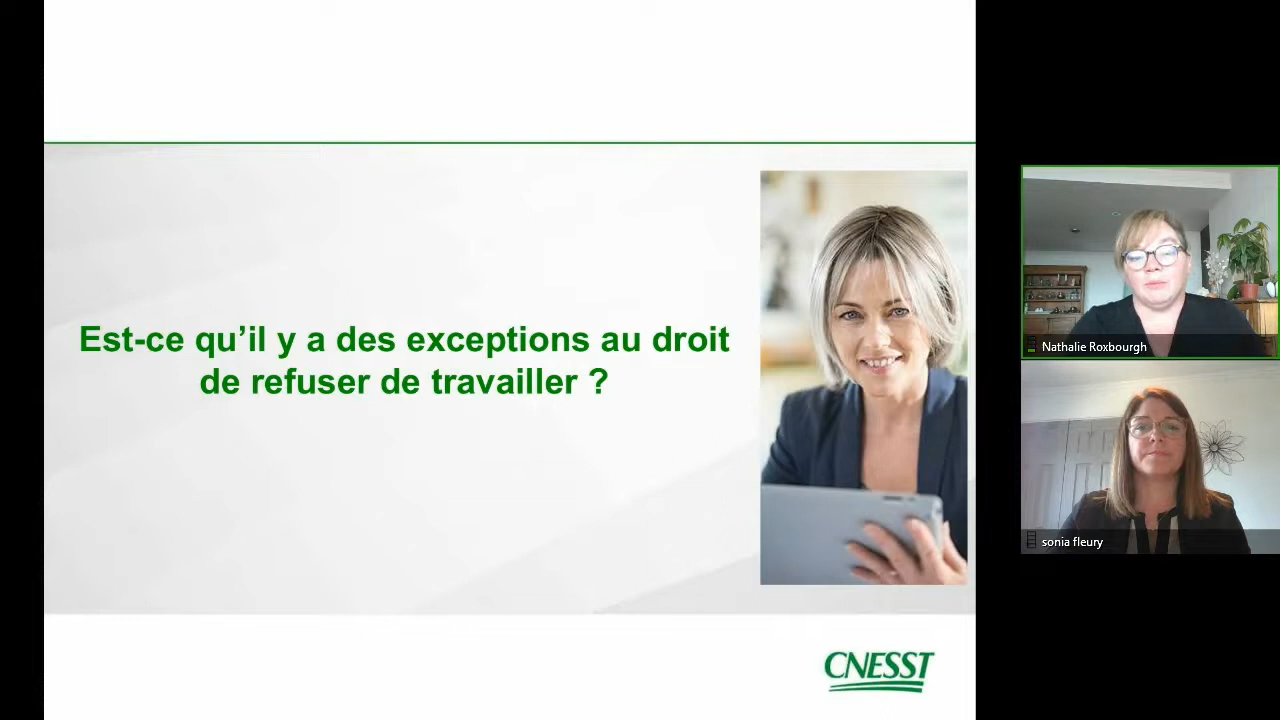 Est-ce qu’il y a des exceptions au droit
de refuser de travailler ?
CNESST
Nathalie Roxbourgh
sonia fleury